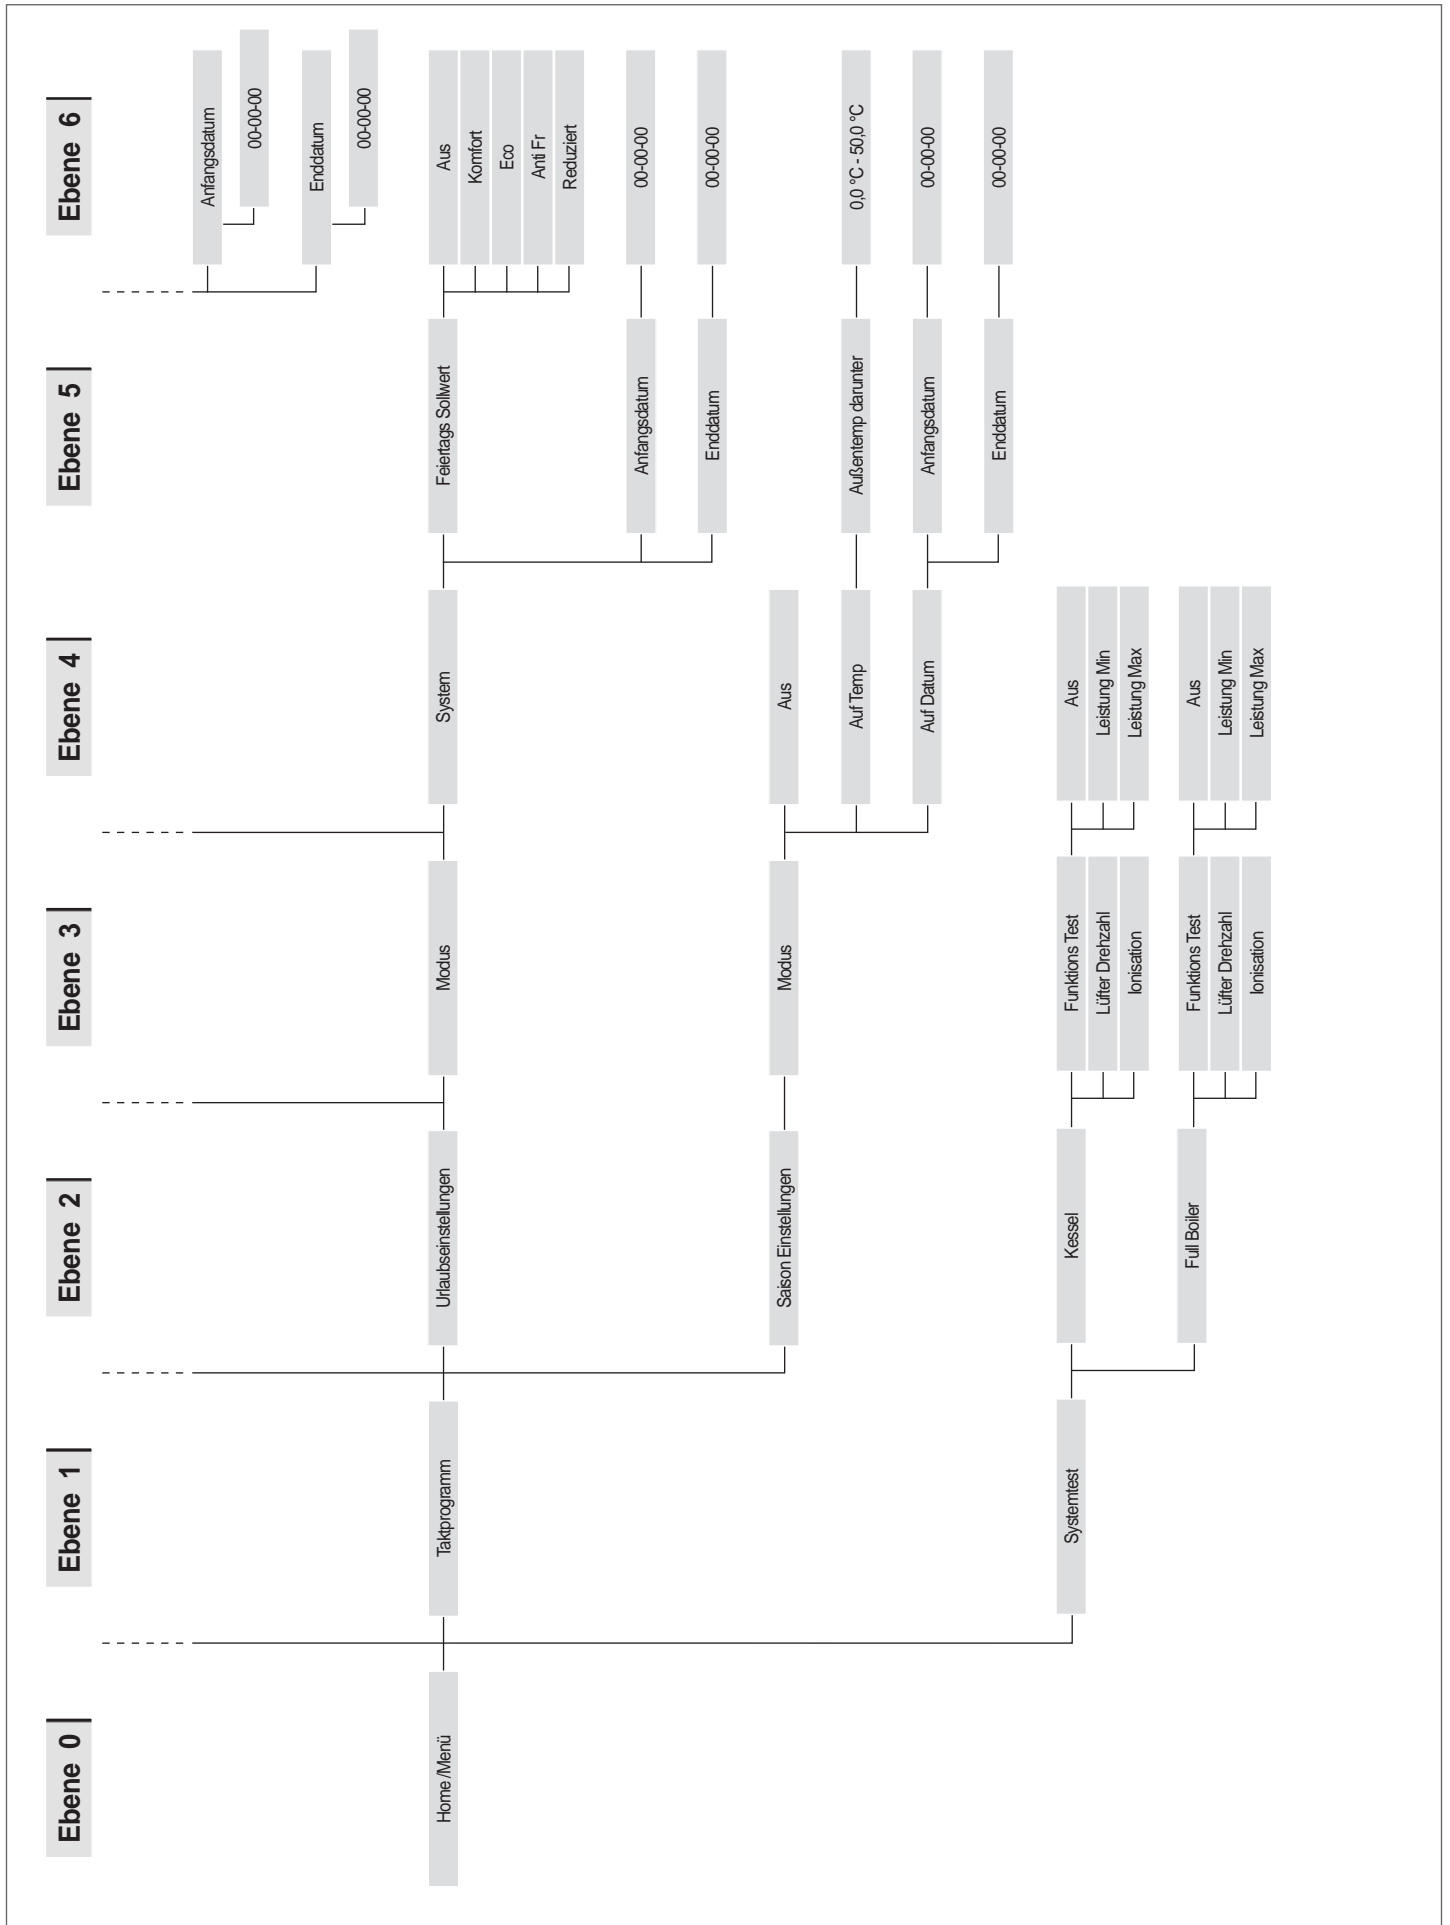 Ebene 0
Ebene 1
Ebene 2
Ebene 3
Ebene 4
Ebene 5
Ebene 6
Anfangsdatum
00-00-00
Enddatum
00-00-00
Home /Menü
Taktprogramm
Urlaubseinstellungen
Modus
System
Feiertags Sollwert
Aus
Komfort
Eco
Anti Fr
Reduziert
Anfangsdatum
00-00-00
Enddatum
00-00-00
Saison Einstellungen
Modus
Aus
Auf Temp
Außentemp darunter
0,0 °C - 50,0 °C
Auf Datum
Anfangsdatum
00-00-00
Enddatum
00-00-00
Systemtest
Kessel
Funktions Test
Aus
Lüfter Drehzahl
Leistung Min
Ionisation
Leistung Max
Full Boiler
Funktions Test
Aus
Lüfter Drehzahl
Leistung Min
Ionisation
Leistung Max